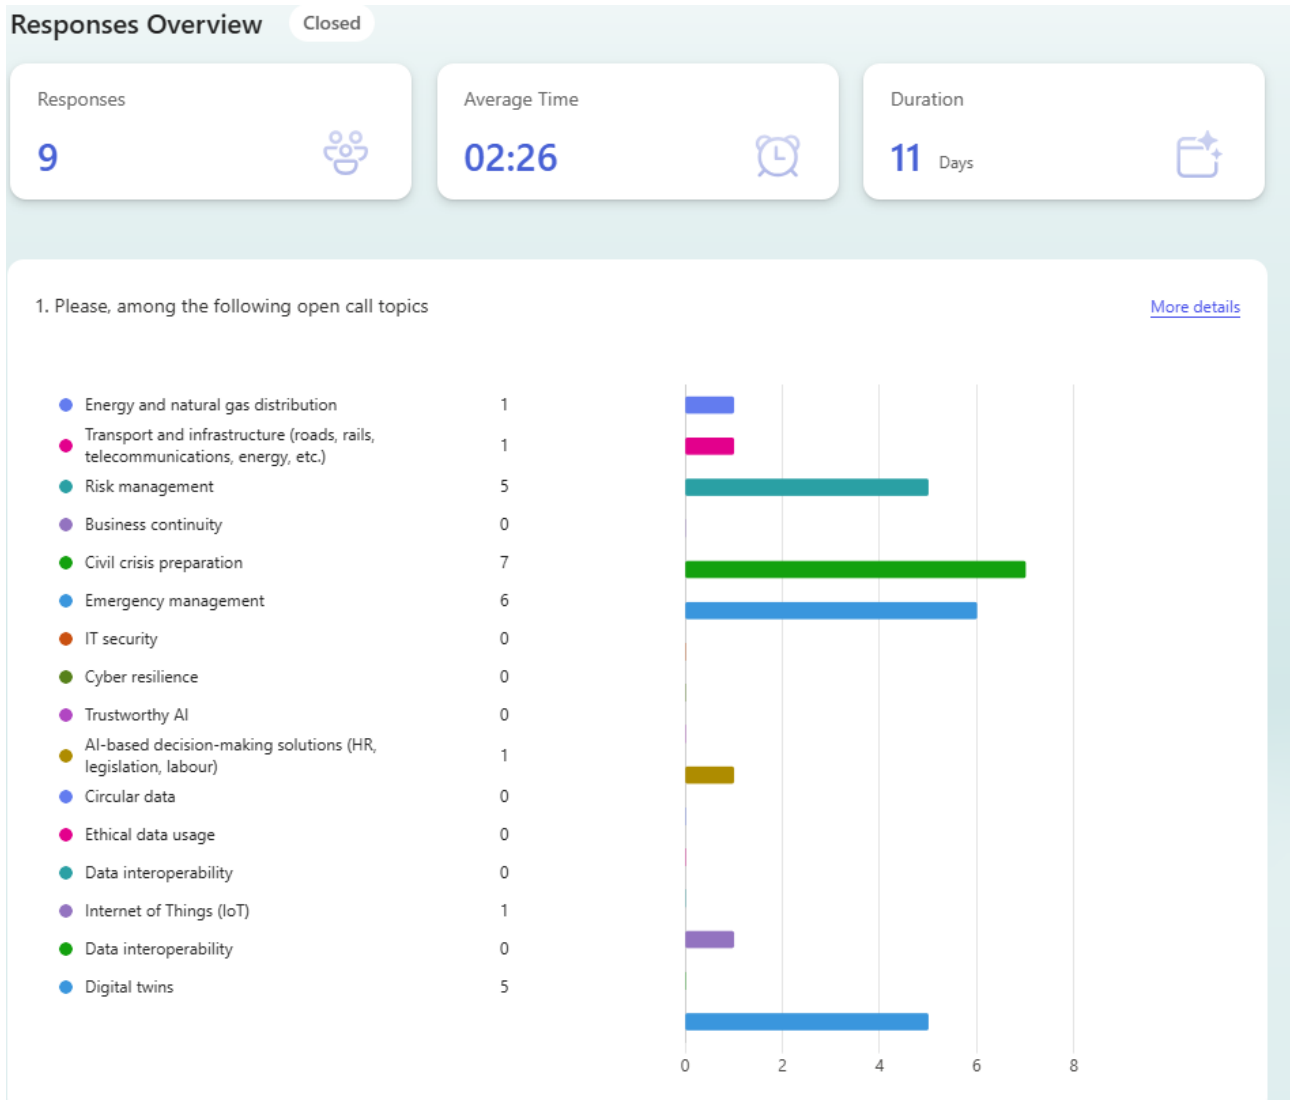 Responses Overview Closed
Responses
9
Average Time
02:26
Duration
11 Days
1. Please, among the following open call topics
More details
Energy and natural gas distribution 1
Transport and infrastructure (roads, rails,
telecommunications, energy, etc.) 1
Risk management 5
Business continuity 0
Civil crisis preparation 7
Emergency management 6
IT security 0
Cyber resilience 0
Trustworthy AI 0
AI-based decision-making solutions (HR,
legislation, labour) 1
Circular data 0
Ethical data usage 0
Data interoperability 0
Internet of Things (IoT) 1
Data interoperability 0
Digital twins 5
0 2 4 6 8